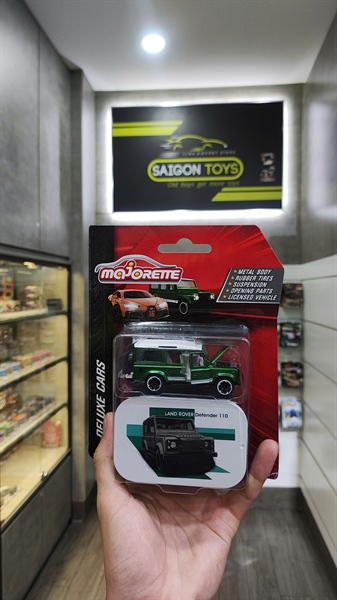 SAIGON TOYS
Old boys get more toys
majorette
METAL BODY
RUBBER TIRES
SUSPENSION
OPENING PARTS
LICENSED VEHICLE
DELUXE CARS
LAND ROVER Defender 110